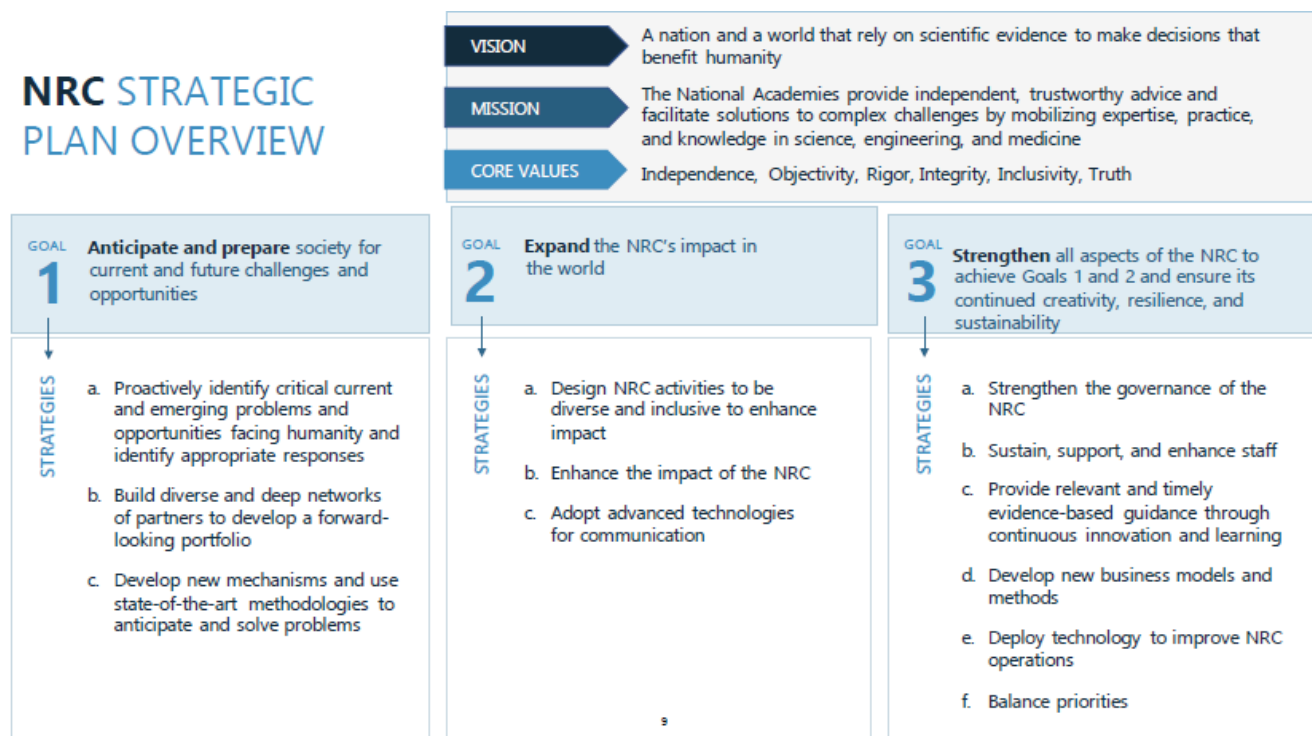 NRC STRATEGIC
PLAN OVERVIEW
VISION
A nation and a world that rely on scientific evidence to make decisions that
benefit humanity
MISSION
The National Academies provide independent, trustworthy advice and
facilitate solutions to complex challenges by mobilizing expertise, practice,
and knowledge in science, engineering, and medicine
CORE VALUES
Independence, Objectivity, Rigor, Integrity, Inclusivity, Truth
GOAL
1
Anticipate and prepare society for
current and future challenges and
opportunities
STRATEGIES
a. Proactively identify critical current
and emerging problems and
opportunities facing humanity and
identify appropriate responses
b. Build diverse and deep networks
of partners to develop a forward-
looking portfolio
c. Develop new mechanisms and use
state-of-the-art methodologies to
anticipate and solve problems
GOAL
2
Expand the NRC's impact in
the world
STRATEGIES
a. Design NRC activities to be
diverse and inclusive to enhance
impact
b. Enhance the impact of the NRC
c. Adopt advanced technologies
for communication
GOAL
3
Strengthen all aspects of the NRC to
achieve Goals 1 and 2 and ensure its
continued creativity, resilience, and
sustainability
STRATEGIES
a. Strengthen the governance of the
NRC
b. Sustain, support, and enhance staff
c. Provide relevant and timely
evidence-based guidance through
continuous innovation and learning
d. Develop new business models and
methods
e. Deploy technology to improve NRC
operations
f. Balance priorities
9